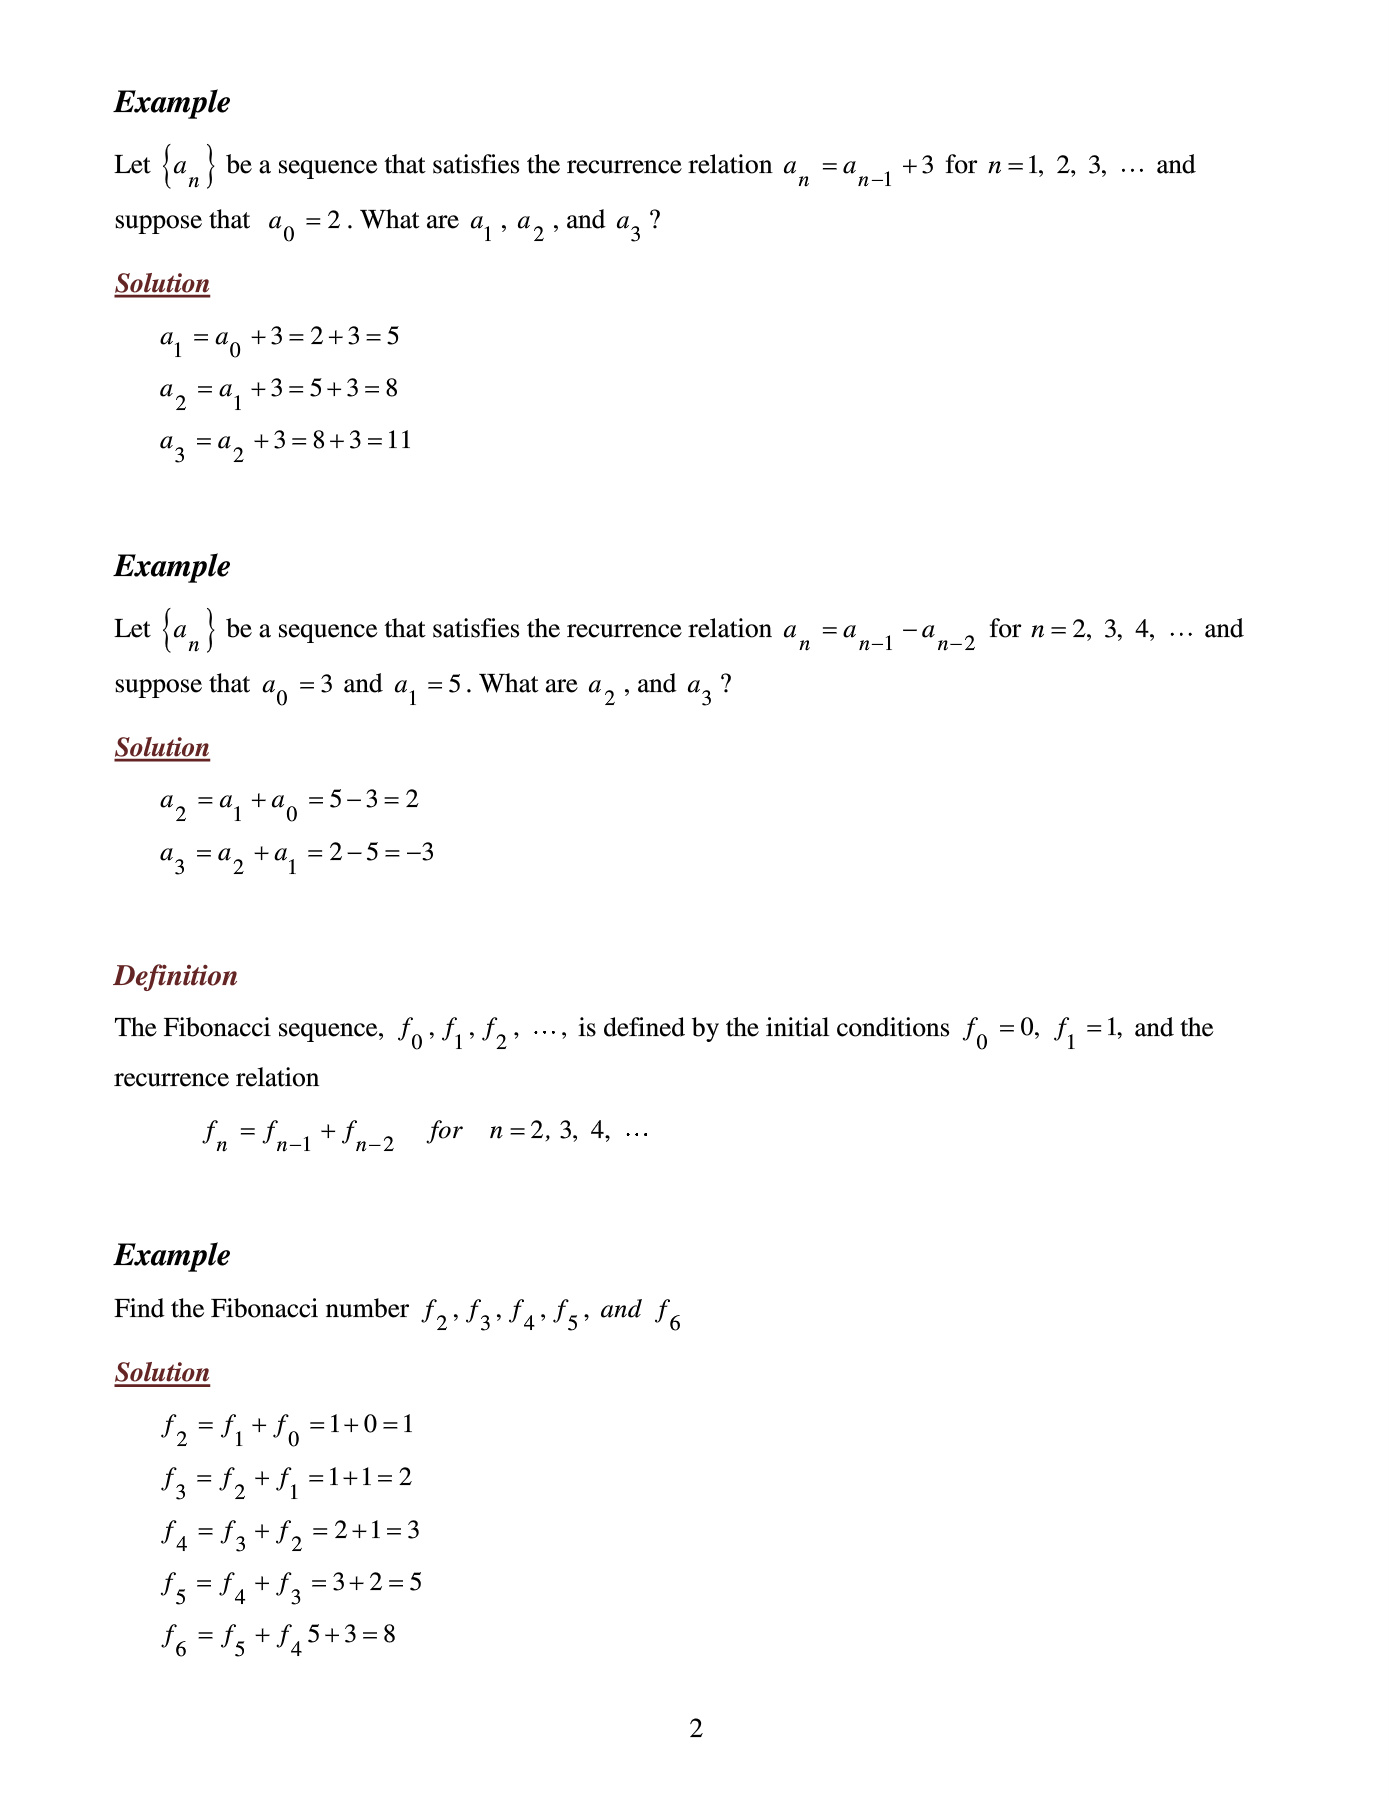 Example
Let {a_n} be a sequence that satisfies the recurrence relation a_n = a_{n−1} + 3 for n = 1, 2, 3, … and
suppose that a_0 = 2. What are a_1, a_2, and a_3?
Solution
a_1 = a_0 + 3 = 2 + 3 = 5
a_2 = a_1 + 3 = 5 + 3 = 8
a_3 = a_2 + 3 = 8 + 3 = 11
Example
Let {a_n} be a sequence that satisfies the recurrence relation a_n = a_{n−1} − a_{n−2} for n = 2, 3, 4, … and
suppose that a_0 = 3 and a_1 = 5. What are a_2, and a_3?
Solution
a_2 = a_1 + a_0 = 5 − 3 = 2
a_3 = a_2 + a_1 = 2 − 5 = −3
Definition
The Fibonacci sequence, f_0, f_1, f_2, …, is defined by the initial conditions f_0 = 0, f_1 = 1, and the
recurrence relation
f_n = f_{n−1} + f_{n−2} for n = 2, 3, 4, …
Example
Find the Fibonacci number f_2, f_3, f_4, f_5, and f_6
Solution
f_2 = f_1 + f_0 = 1 + 0 = 1
f_3 = f_2 + f_1 = 1 + 1 = 2
f_4 = f_3 + f_2 = 2 + 1 = 3
f_5 = f_4 + f_3 = 3 + 2 = 5
f_6 = f_5 + f_4 5 + 3 = 8
2